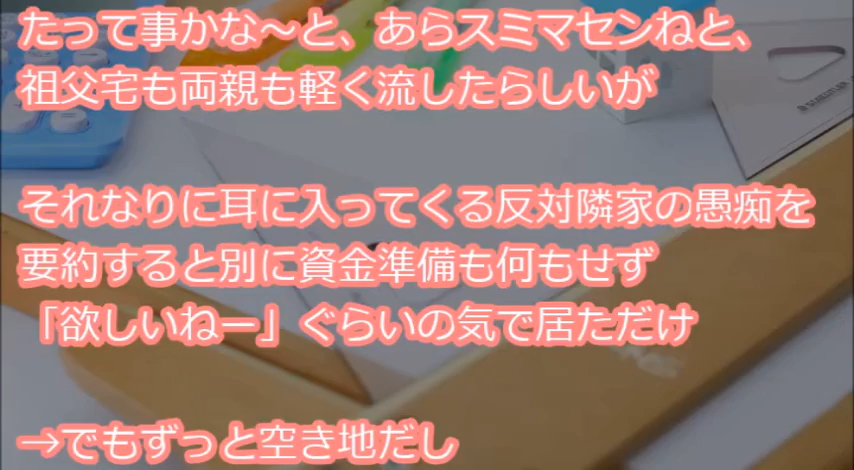 たって事かな～と、あらスミマセンねと、
祖父宅も両親も軽く流したらしいが
それなりに耳に入ってくる反対隣家の愚痴を
要約すると別に資金準備も何もせず
「欲しいねー」ぐらいの気で居ただけ
→でもずっと空き地だし